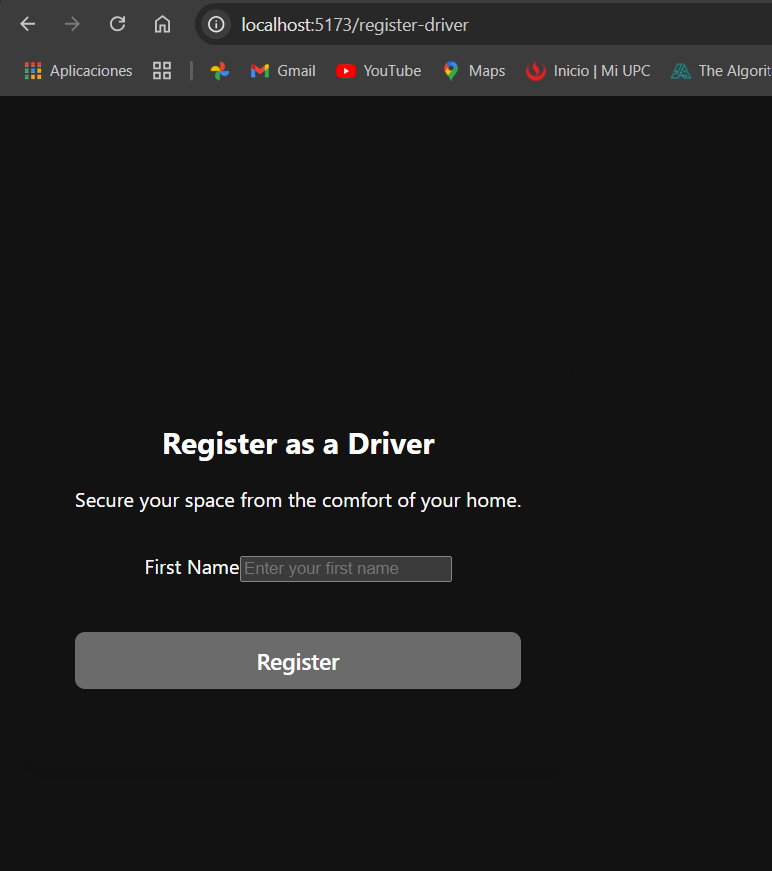 localhost:5173/register-driver
Aplicaciones Gmail YouTube Maps Inicio | Mi UPC The Algorit
Register as a Driver
Secure your space from the comfort of your home.
First Name Enter your first name
Register